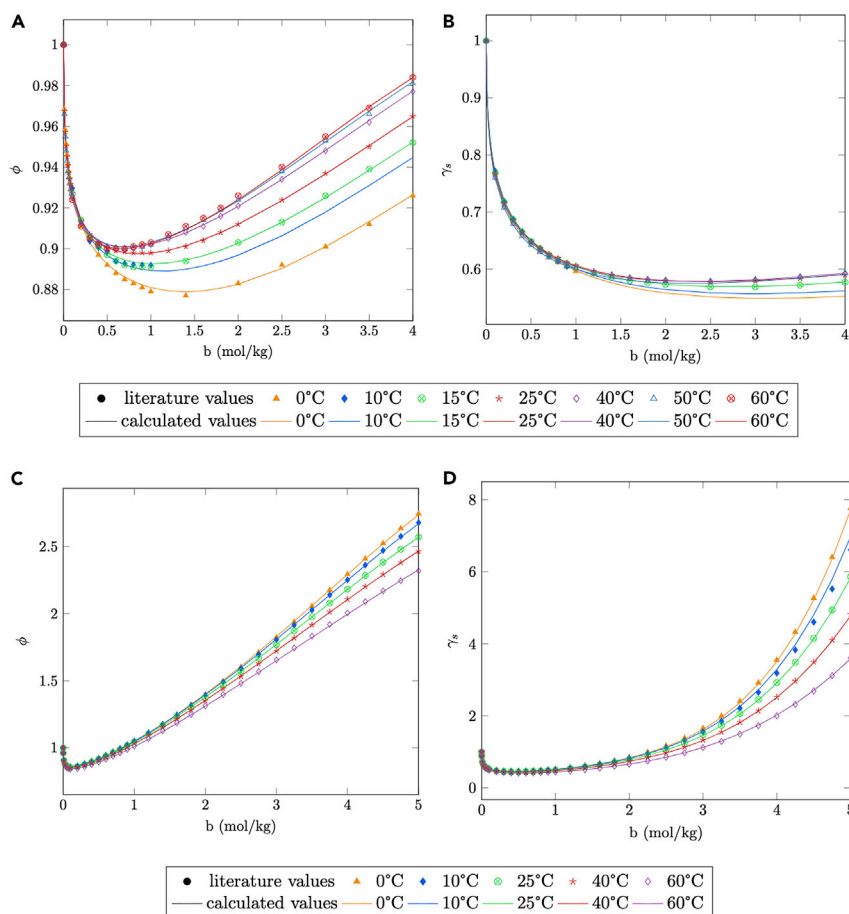 A
B
1
0.98
0.96
0.94
0.92
0.9
0.88
ϕ
0 0.5 1 1.5 2 2.5 3 3.5 4
b (mol/kg)
1
0.9
0.8
0.7
0.6
γs
0 0.5 1 1.5 2 2.5 3 3.5 4
b (mol/kg)
literature values 0°C 10°C 15°C 25°C 40°C 50°C 60°C
calculated values 0°C 10°C 15°C 25°C 40°C 50°C 60°C
C
D
2.5
2
1.5
1
ϕ
0 1 2 3 4 5
b (mol/kg)
8
6
4
2
0
γs
0 1 2 3 4 5
b (mol/kg)
literature values 0°C 10°C 25°C 40°C 60°C
calculated values 0°C 10°C 25°C 40°C 60°C